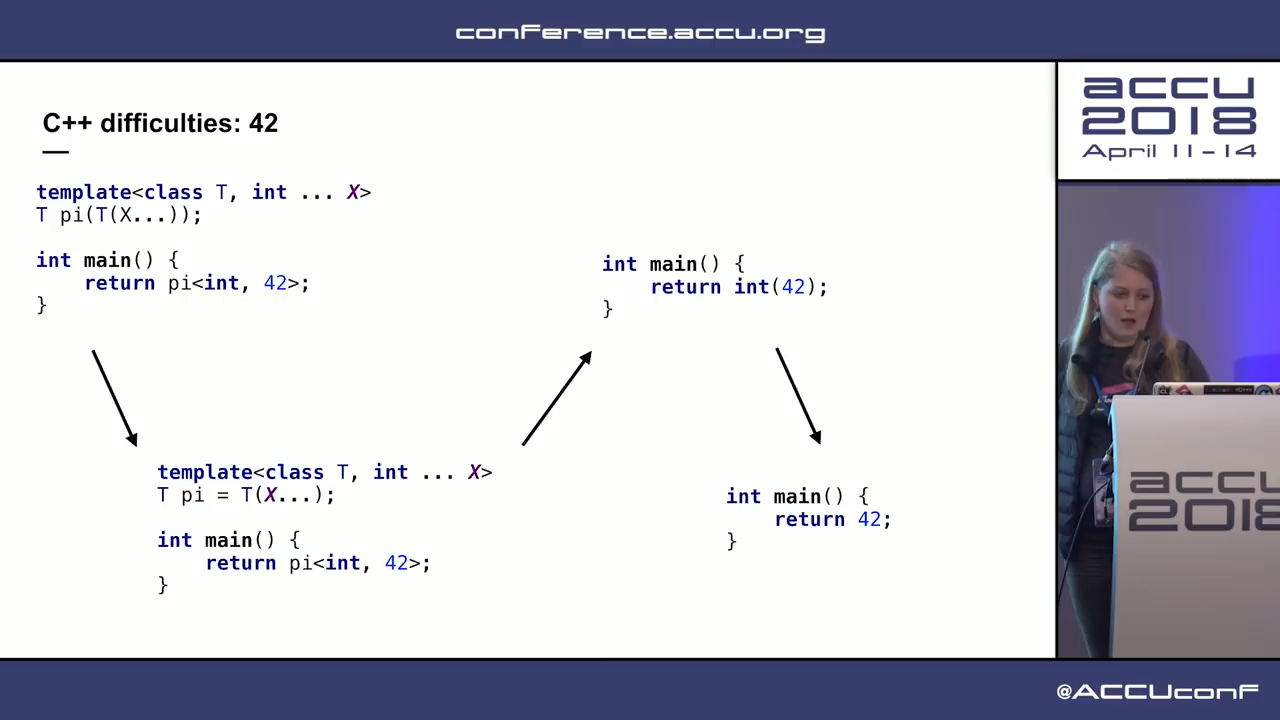 conference.accu.org
C++ difficulties: 42
template<class T, int ... X>
T pi(T(X...));
int main() {
return pi<int, 42>;
}
int main() {
return int(42);
}
template<class T, int ... X>
T pi = T(X...);
int main() {
return pi<int, 42>;
}
int main() {
return 42;
}
accu
2018
April 11-14
accu
2018
@ACCUconf